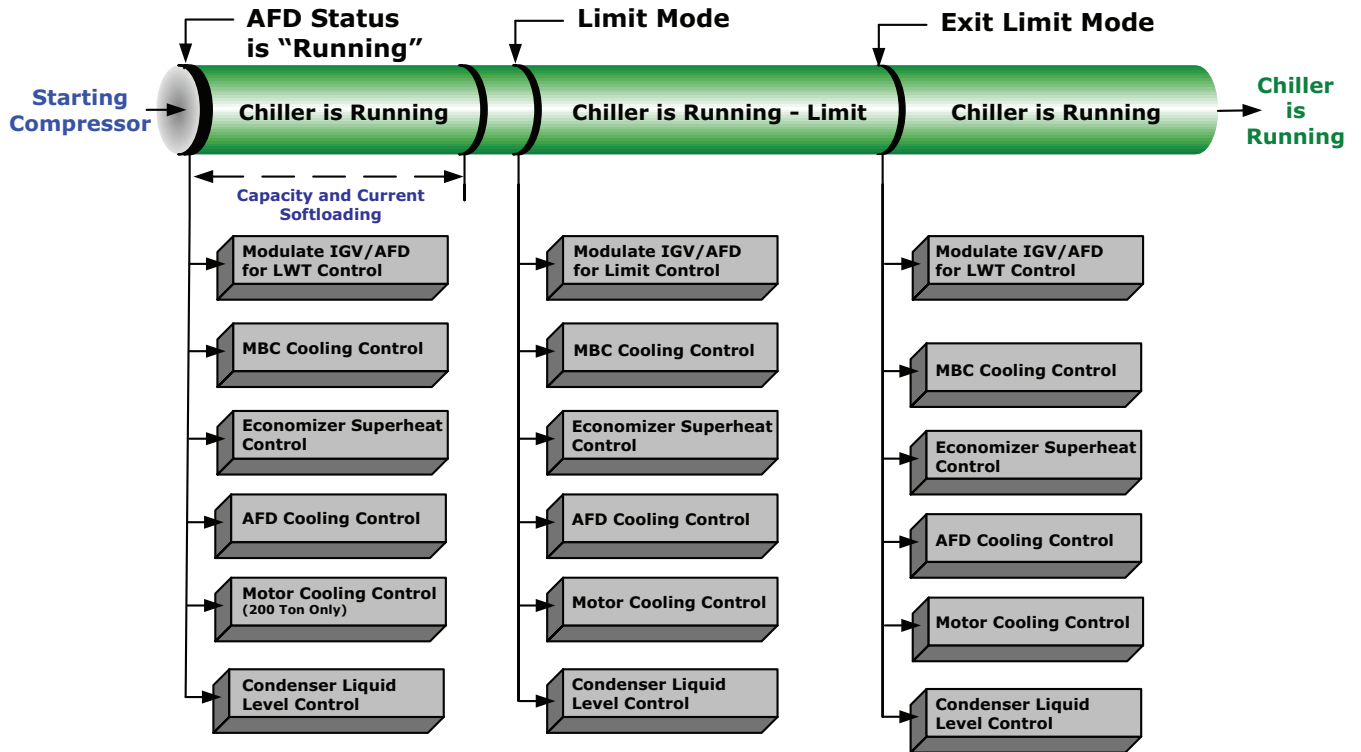 AFD Status
is “Running”
Limit Mode
Exit Limit Mode
Starting
Compressor
Chiller is Running
Chiller is Running - Limit
Chiller is Running
Chiller
is
Running
Capacity and Current
Softloading
Modulate IGV/AFD
for LWT Control
MBC Cooling Control
Economizer Superheat
Control
AFD Cooling Control
Motor Cooling Control
(200 Ton Only)
Condenser Liquid
Level Control
Modulate IGV/AFD
for Limit Control
MBC Cooling Control
Economizer Superheat
Control
AFD Cooling Control
Motor Cooling Control
Condenser Liquid
Level Control
Modulate IGV/AFD
for LWT Control
MBC Cooling Control
Economizer Superheat
Control
AFD Cooling Control
Motor Cooling Control
Condenser Liquid
Level Control